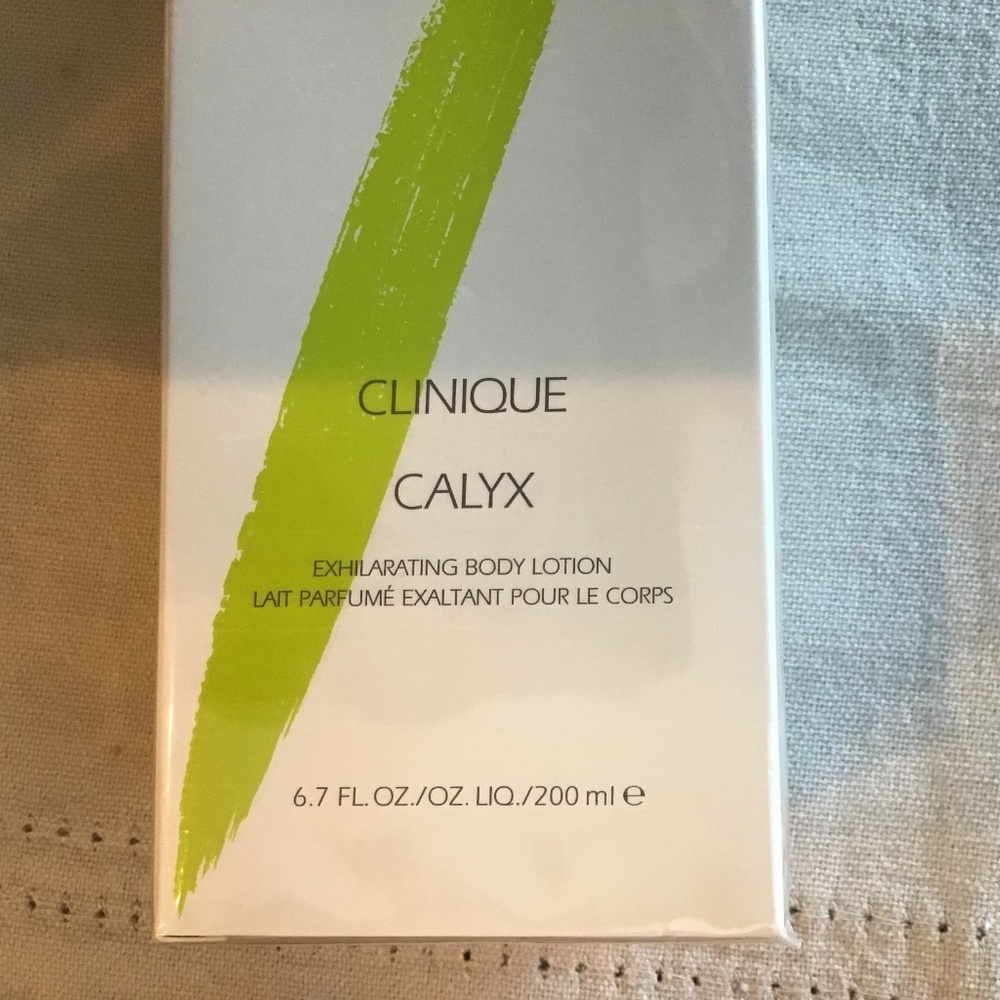 CLINIQUE
CALYX
EXHILARATING BODY LOTION
LAIT PARFUMÉ EXALTANT POUR LE CORPS
6.7 FL. OZ./OZ. LIQ./200 ml ℮